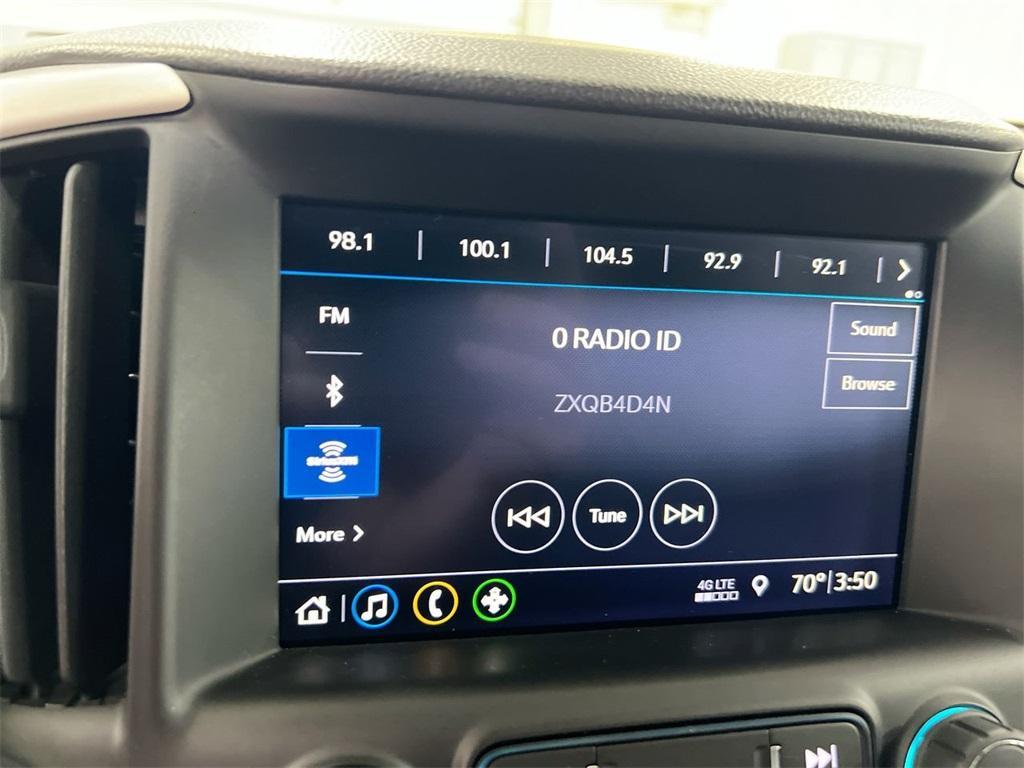 98.1 | 100.1 | 104.5 | 92.9 | 92.1 |
FM
0 RADIO ID
Sound
ZXQB4D4N
Browse
SiriusXM
Tune
More
4G LTE
70° | 3:50